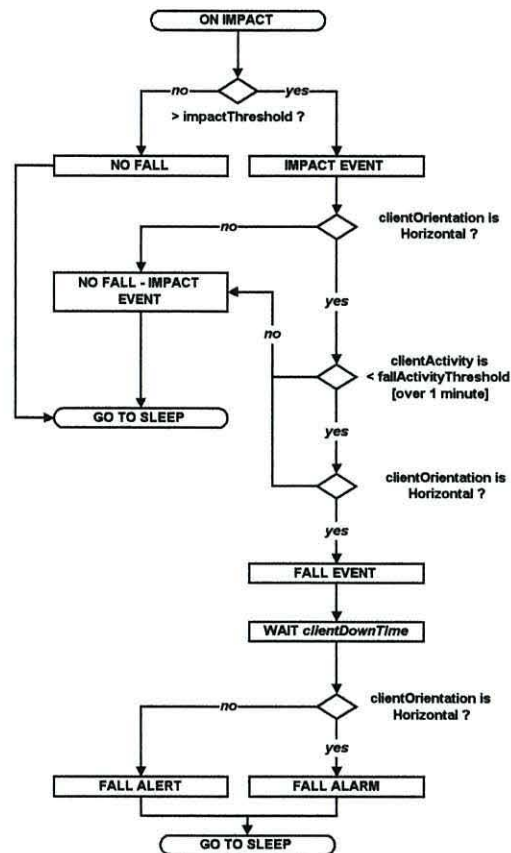 ON IMPACT
no
yes
> impactThreshold ?
NO FALL
IMPACT EVENT
clientOrientation is
Horizontal ?
no
NO FALL - IMPACT
EVENT
yes
no
clientActivity is
< fallActivityThreshold
[over 1 minute]
GO TO SLEEP
yes
clientOrientation is
Horizontal ?
yes
FALL EVENT
WAIT clientDownTime
clientOrientation is
Horizontal ?
no
yes
FALL ALERT
FALL ALARM
GO TO SLEEP